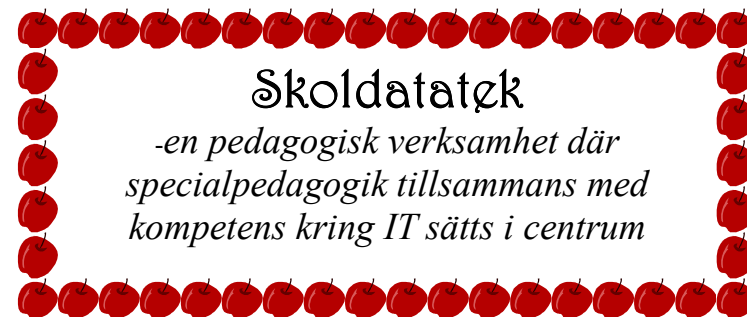 Skoldatatek
-en pedagogisk verksamhet där
specialpedagogik tillsammans med
kompetens kring IT sätts i centrum